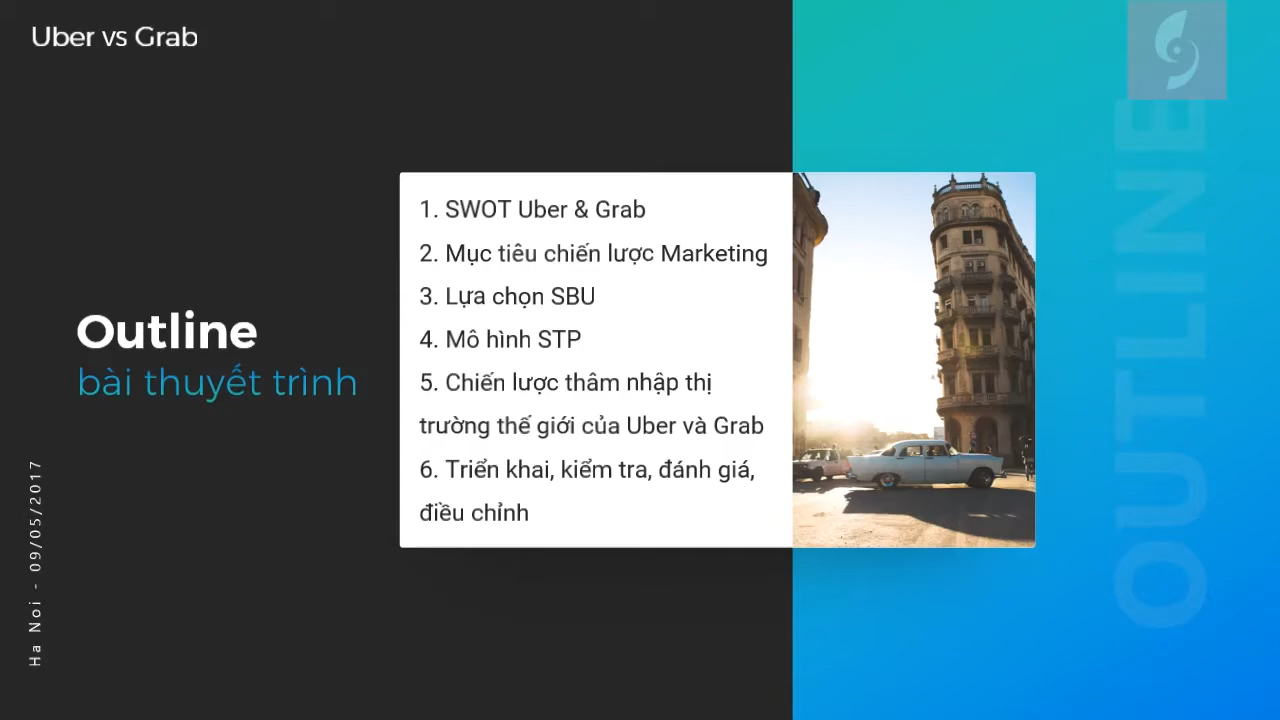 Uber vs Grab
Outline
bài thuyết trình
1. SWOT Uber & Grab
2. Mục tiêu chiến lược Marketing
3. Lựa chọn SBU
4. Mô hình STP
5. Chiến lược thâm nhập thị
trường thế giới của Uber và Grab
6. Triển khai, kiểm tra, đánh giá,
điều chỉnh
Ha Noi - 09/05/2017
OUTLINE